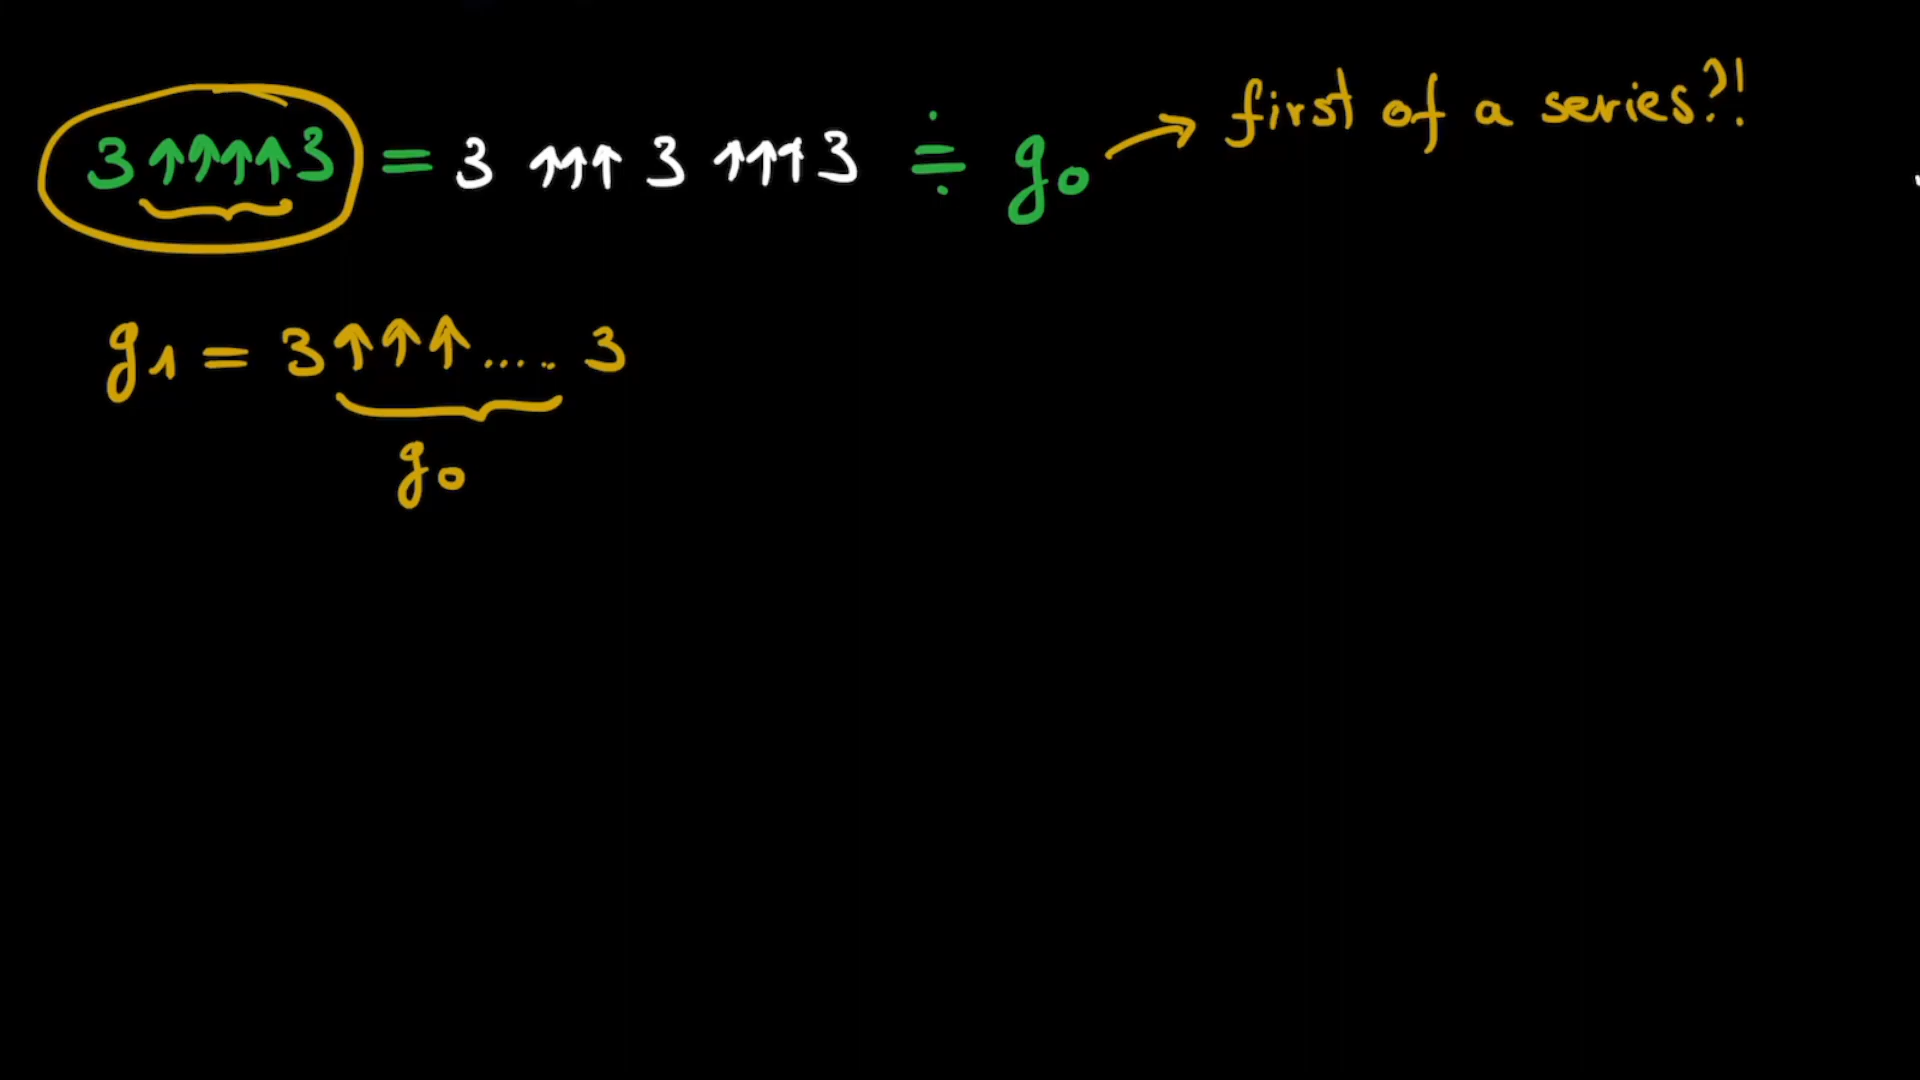 3 ↑↑↑↑ 3 = 3 ↑↑↑ 3 ↑↑↑ 3 ≑ g₀ → first of a series?!
g₁ = 3 ↑↑↑..... 3
g₀